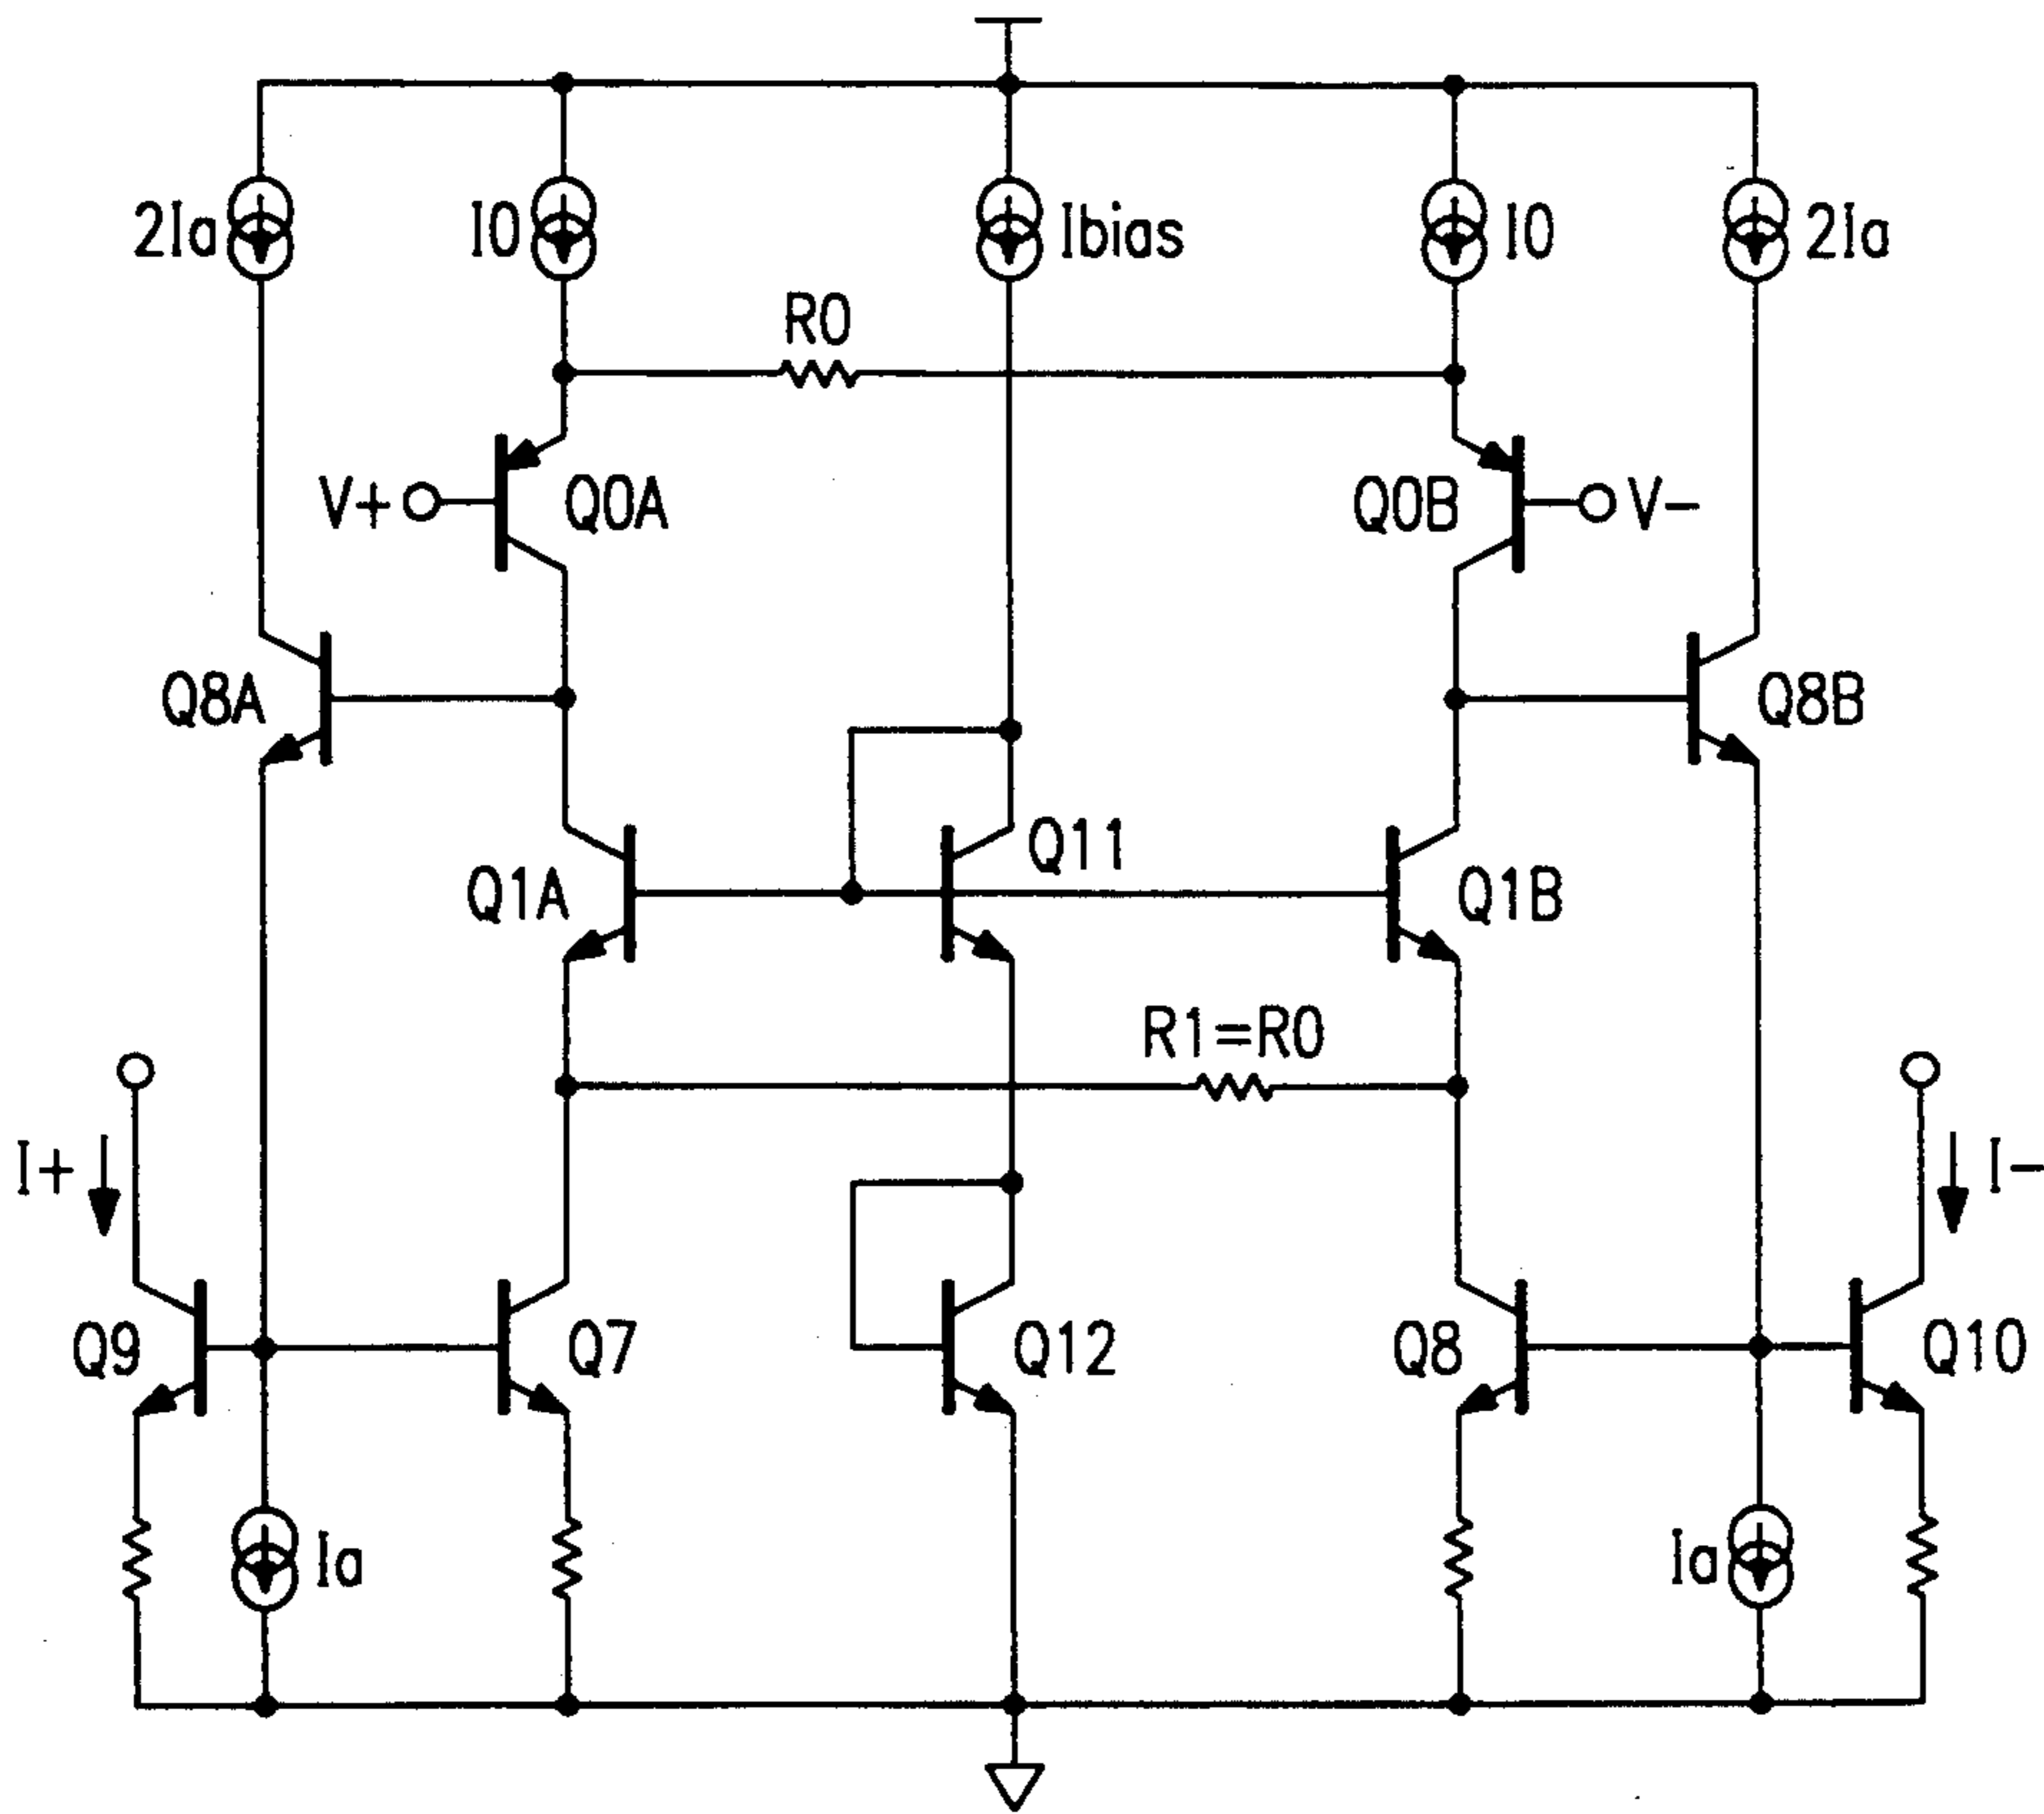 2Ia
I0
Ibias
I0
2Ia
R0
V+
Q0A
Q0B
V-
Q8A
Q8B
Q11
Q1A
Q1B
R1=R0
I+
I-
Q9
Q7
Q12
Q8
Q10
Ia
Ia